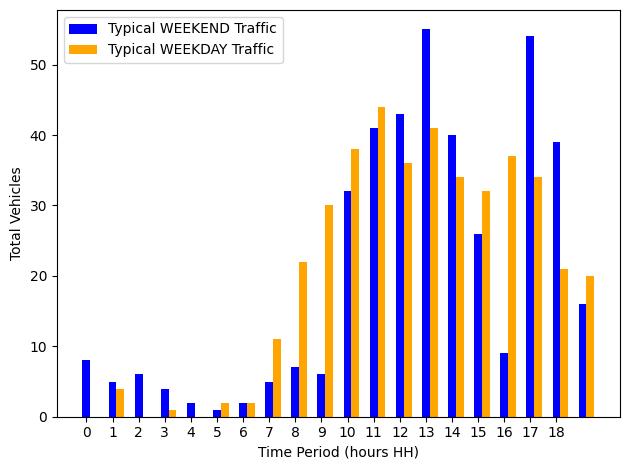 Typical WEEKEND Traffic
Typical WEEKDAY Traffic
Total Vehicles
50
40
30
20
10
0
0 1 2 3 4 5 6 7 8 9 10 11 12 13 14 15 16 17 18
Time Period (hours HH)